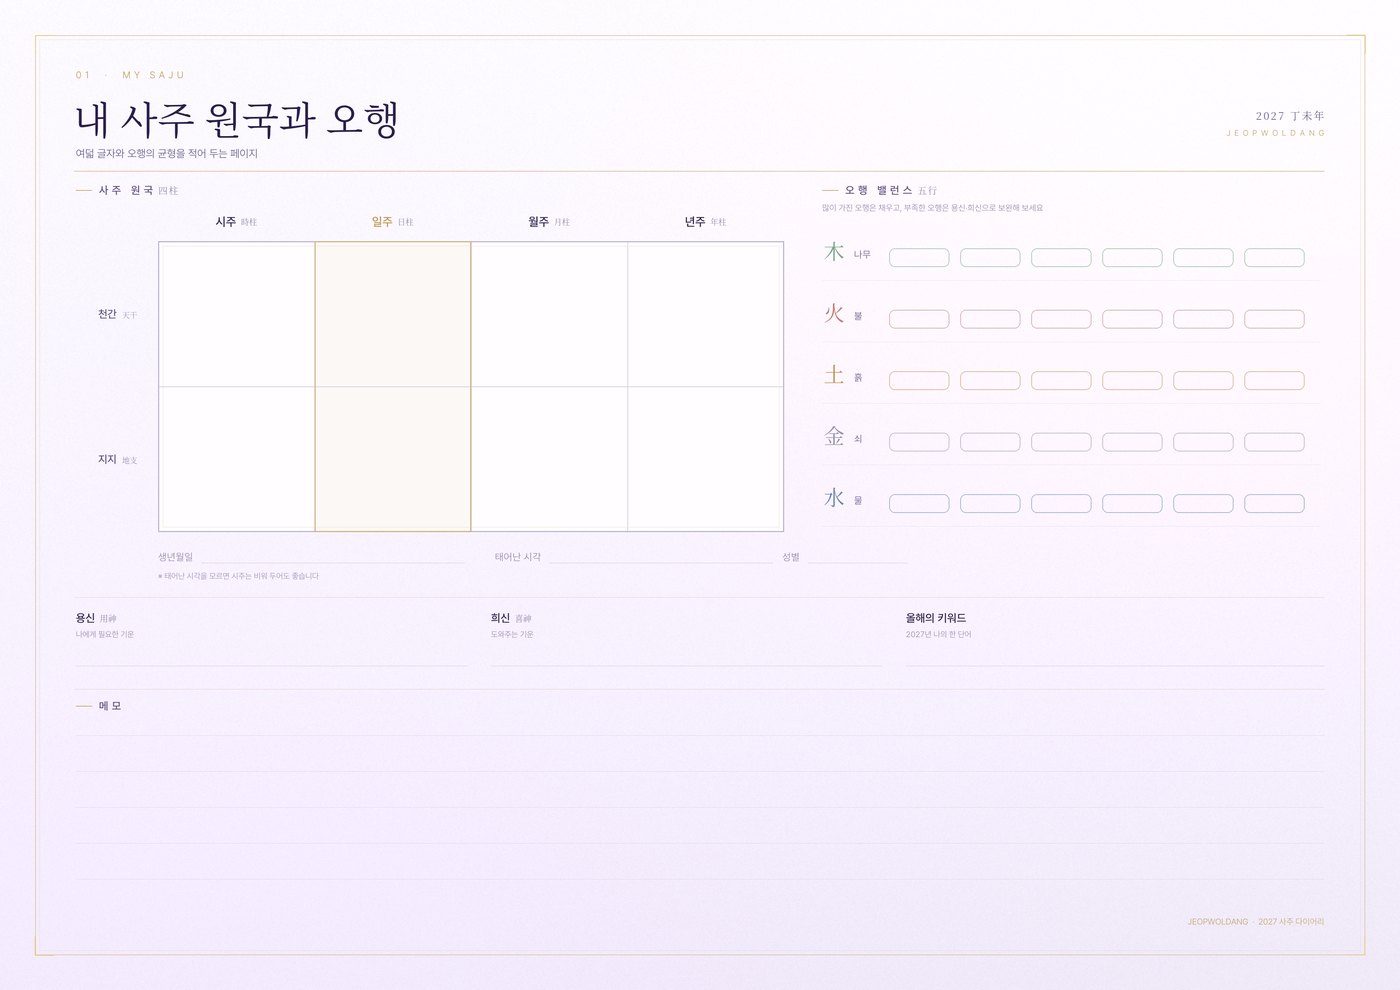 01 · MY SAJU
내 사주 원국과 오행
여덟 글자와 오행의 균형을 적어 두는 페이지
2027 丁未年
JEOPWOLDANG
사주 원국 四柱
시주 時柱 일주 日柱 월주 月柱 년주 年柱
천간 天干
지지 地支
생년월일 태어난 시각 성별
※ 태어난 시각을 모르면 시주는 비워 두어도 좋습니다
오행 밸런스 五行
많이 가진 오행은 채우고, 부족한 오행은 용신·희신으로 보완해 보세요
木 나무
火 불
土 흙
金 쇠
水 물
용신 用神
나에게 필요한 기운
희신 喜神
도와주는 기운
올해의 키워드
2027년 나의 한 단어
메모
JEOPWOLDANG · 2027 사주 다이어리